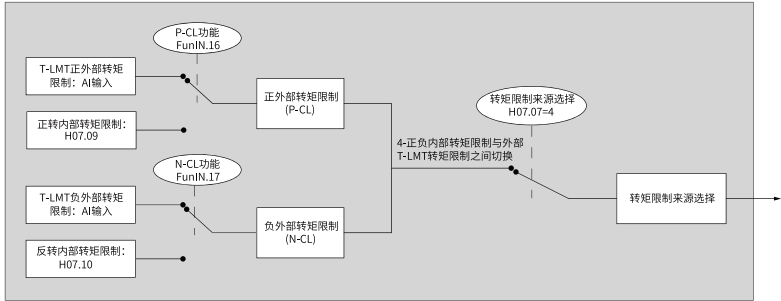 P-CL功能
FunIN.16
T-LMT正外部转矩
限制：AI输入
正外部转矩限制
(P-CL)
正转内部转矩限制：
H07.09
转矩限制来源选择
H07.07=4
4-正负内部转矩限制与外部
T-LMT转矩限制之间切换
N-CL功能
FunIN.17
T-LMT负外部转矩
限制：AI输入
负外部转矩限制
(N-CL)
反转内部转矩限制：
H07.10
转矩限制来源选择